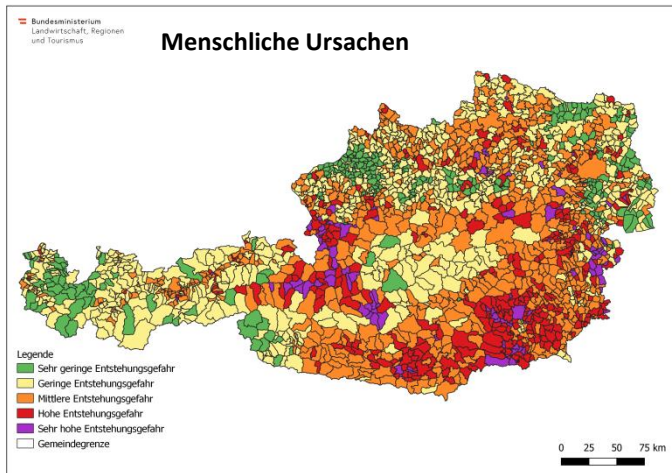 Bundesministerium
Landwirtschaft, Regionen
und Tourismus
Menschliche Ursachen
Legende
Sehr geringe Entstehungsgefahr
Geringe Entstehungsgefahr
Mittlere Entstehungsgefahr
Hohe Entstehungsgefahr
Sehr hohe Entstehungsgefahr
Gemeindegrenze
0 25 50 75 km